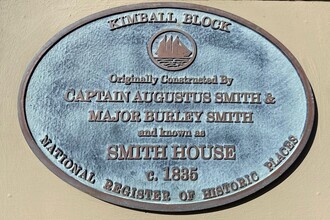 KIMBALL BLOCK
Originally Constructed By
CAPTAIN AUGUSTUS SMITH &
MAJOR BURLEY SMITH
and known as
SMITH HOUSE
c. 1835
NATIONAL REGISTER OF HISTORIC PLACES